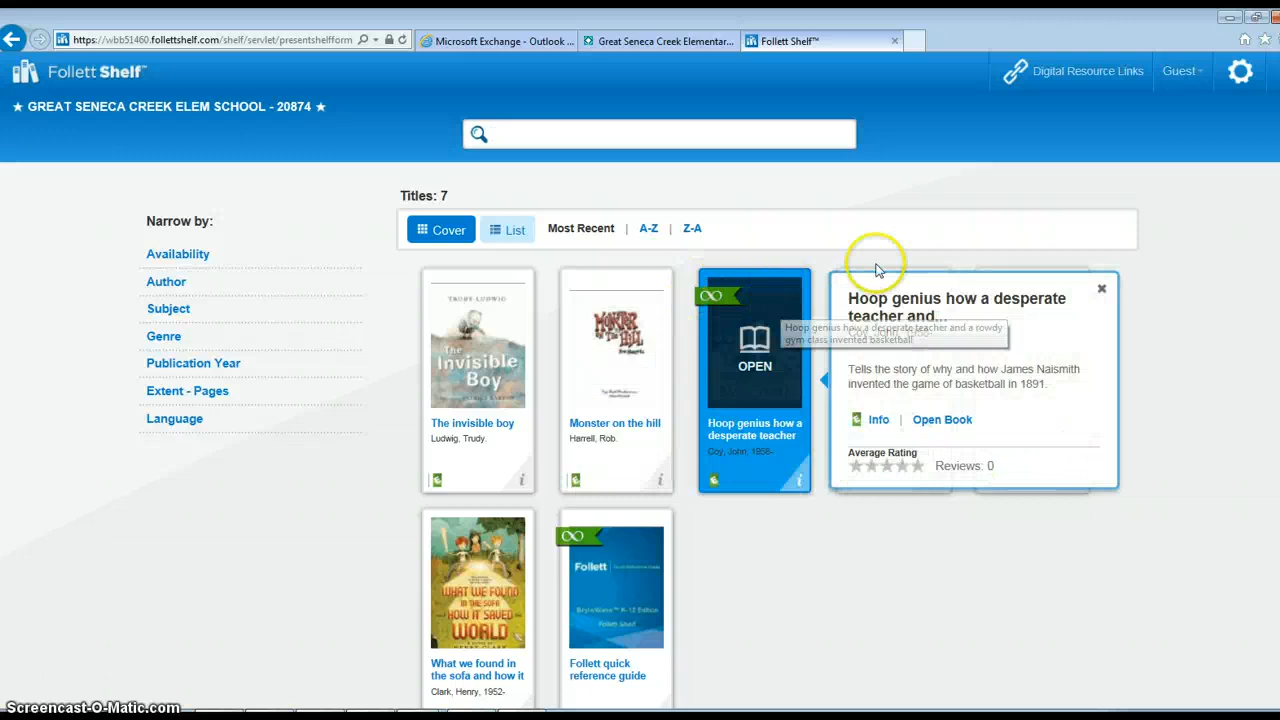 https://wbb51460.follettshelf.com/shelf/servlet/presentshelfform
Microsoft Exchange - Outlook ...
Great Seneca Creek Elementar...
Follett Shelf™
Follett Shelf™
Digital Resource Links
Guest
★ GREAT SENECA CREEK ELEM SCHOOL - 20874 ★
Titles: 7
Narrow by:
Availability
Author
Subject
Genre
Publication Year
Extent - Pages
Language
Cover
List
Most Recent | A-Z | Z-A
TRUDY LUDWIG
The Invisible Boy
The invisible boy
Ludwig, Trudy.
MONSTER
ON THE
HILL
Monster on the hill
Harrell, Rob.
OPEN
Hoop genius how a
desperate teacher
Coy, John, 1958-
Hoop genius how a desperate
teacher and...
Hoop genius how a desperate teacher and a rowdy
gym class invented basketball
Tells the story of why and how James Naismith
invented the game of basketball in 1891.
Info | Open Book
Average Rating
Reviews: 0
WHAT WE FOUND
IN THE SOFA AND
HOW IT SAVED
THE WORLD
What we found in
the sofa and how it
Clark, Henry, 1952-
Follett
BryteWave™ K-12 Edition
Follett Shelf
Follett quick
reference guide
Screencast-O-Matic.com